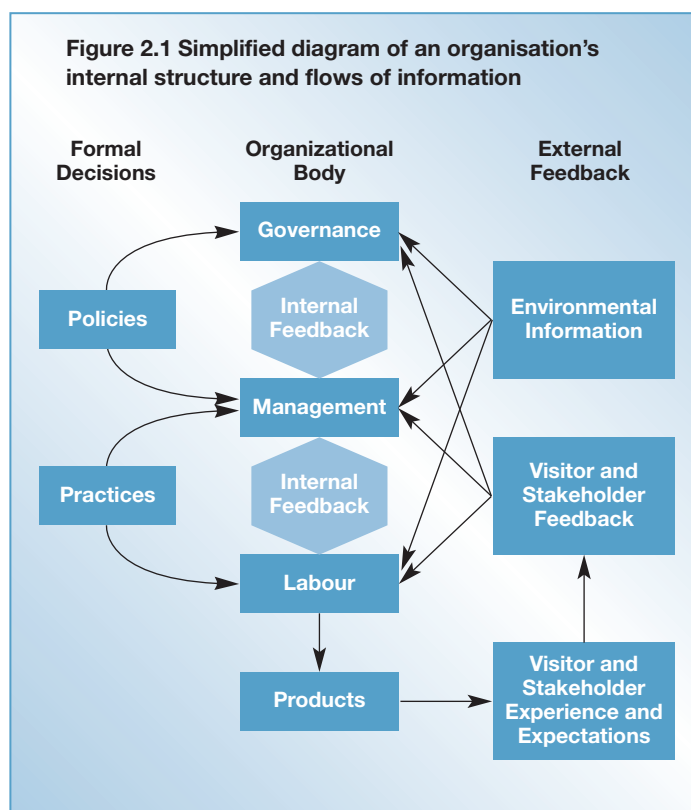 Figure 2.1 Simplified diagram of an organisation's
internal structure and flows of information
Formal
Decisions
Organizational
Body
External
Feedback
Governance
Policies
Internal
Feedback
Environmental
Information
Management
Practices
Internal
Feedback
Visitor and
Stakeholder
Feedback
Labour
Products
Visitor and
Stakeholder
Experience and
Expectations